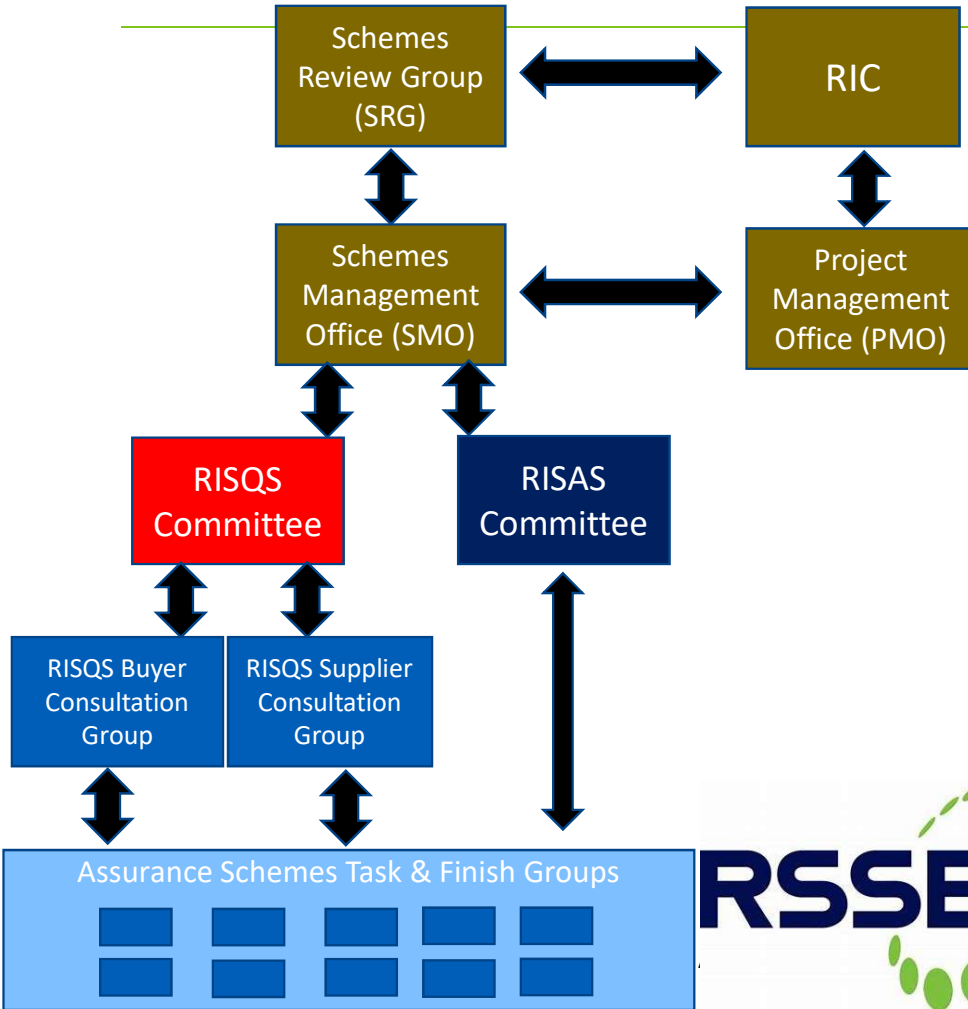 Schemes
Review Group
(SRG)
RIC
Schemes
Management
Office (SMO)
Project
Management
Office (PMO)
RISQS
Committee
RISAS
Committee
RISQS Buyer
Consultation
Group
RISQS Supplier
Consultation
Group
Assurance Schemes Task & Finish Groups